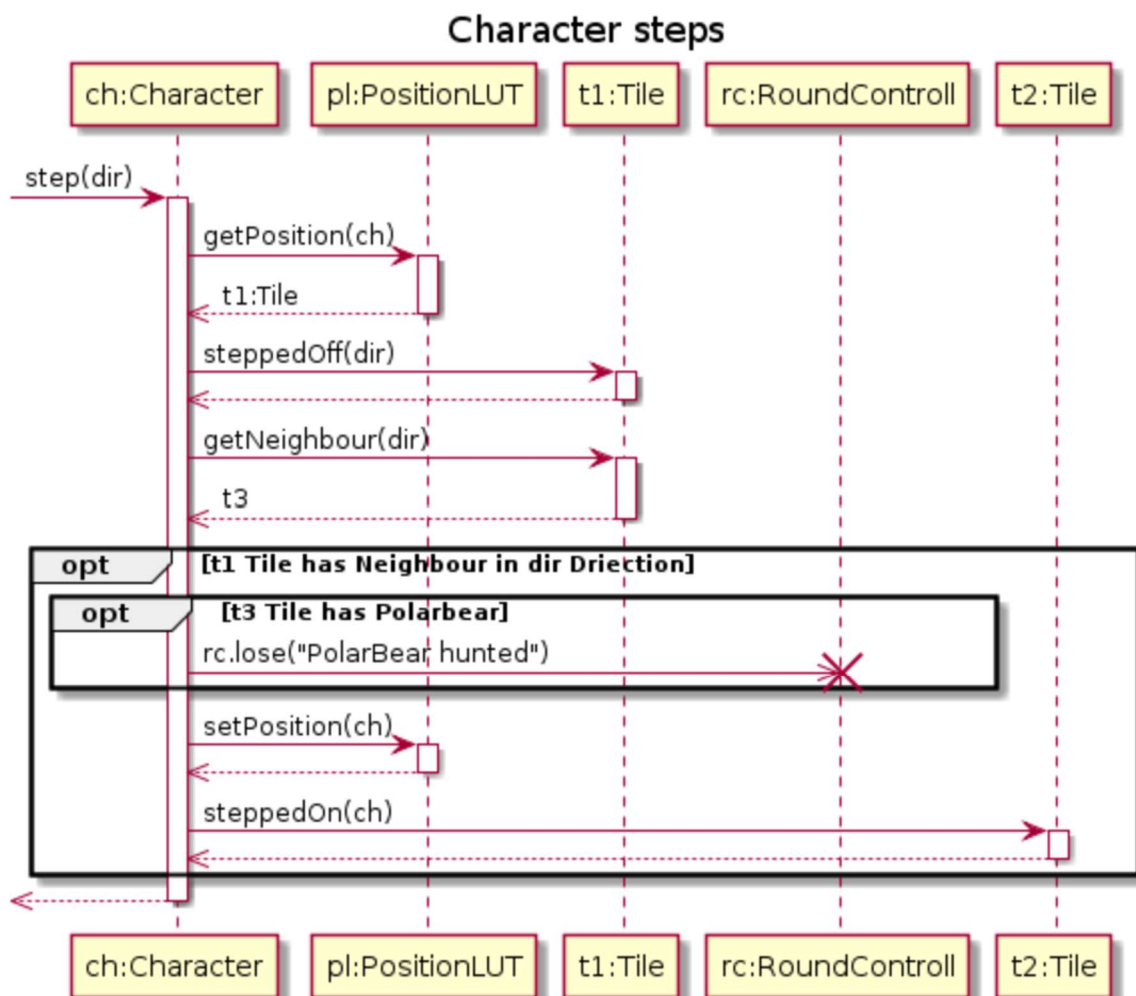 Character steps
ch:Character pl:PositionLUT t1:Tile rc:RoundControll t2:Tile
step(dir)
getPosition(ch)
t1:Tile
steppedOff(dir)
getNeighbour(dir)
t3
opt [t1 Tile has Neighbour in dir Driection]
opt [t3 Tile has Polarbear]
rc.lose("PolarBear hunted")
setPosition(ch)
steppedOn(ch)
ch:Character pl:PositionLUT t1:Tile rc:RoundControll t2:Tile